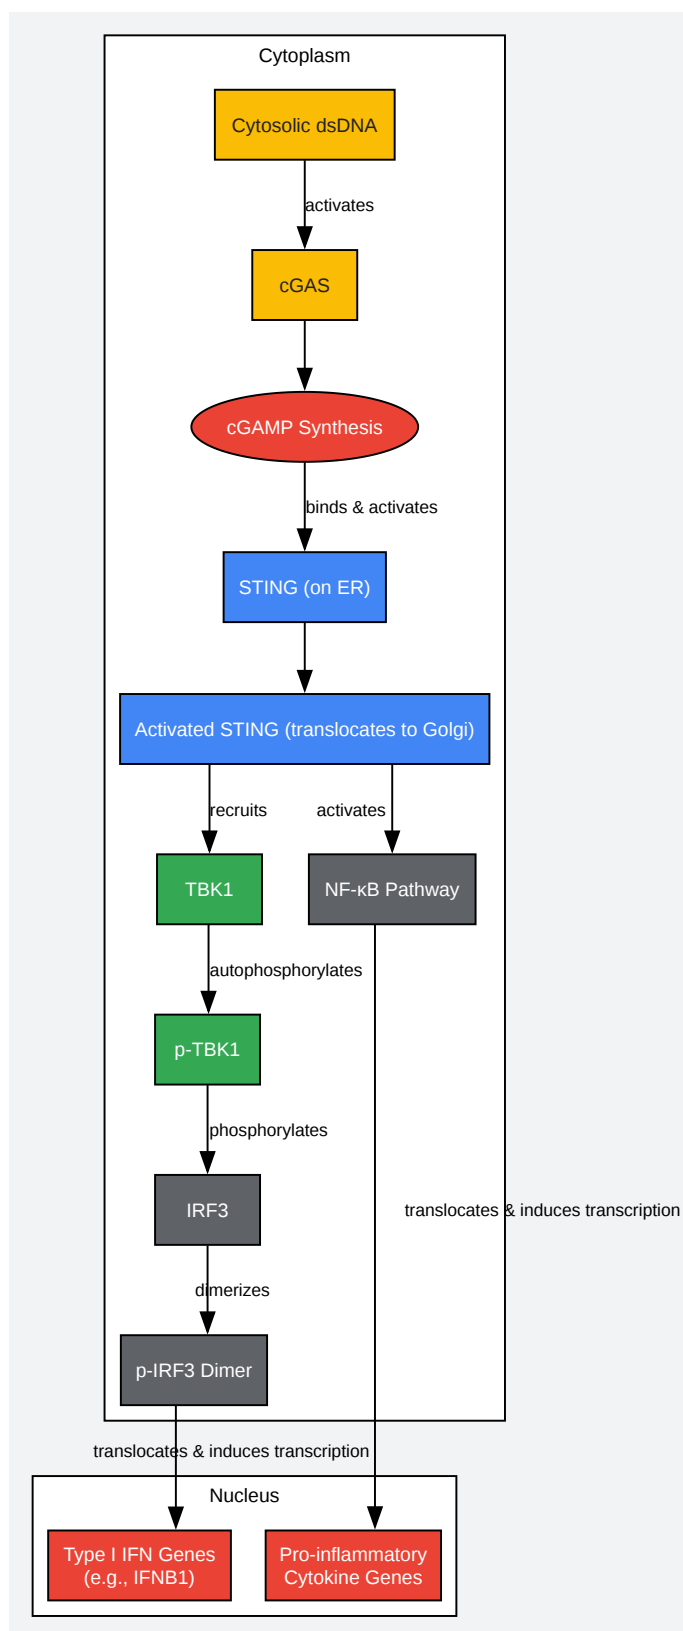 Cytoplasm
Cytosolic dsDNA
activates
cGAS
cGAMP Synthesis
binds & activates
STING (on ER)
Activated STING (translocates to Golgi)
recruits
activates
TBK1
NF-κB Pathway
autophosphorylates
p-TBK1
phosphorylates
IRF3
translocates & induces transcription
dimerizes
p-IRF3 Dimer
translocates & induces transcription
Nucleus
Type I IFN Genes
(e.g., IFNB1)
Pro-inflammatory
Cytokine Genes